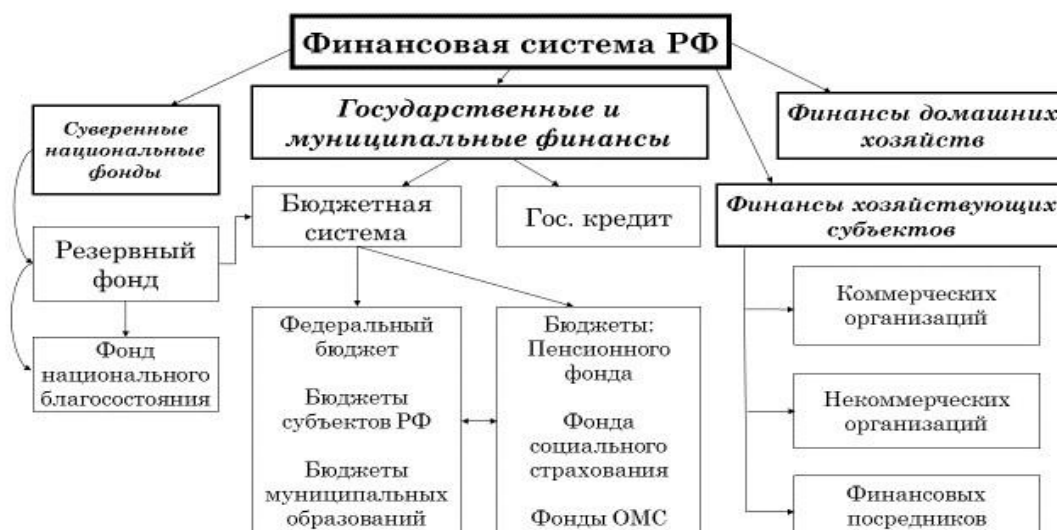 Финансовая система РФ
Суверенные
национальные
фонды
Государственные и
муниципальные финансы
Финансы домашних
хозяйств
Бюджетная
система
Гос. кредит
Финансы хозяйствующих
субъектов
Резервный
фонд
Фонд
национального
благосостояния
Федеральный
бюджет
Бюджеты
субъектов РФ
Бюджеты
муниципальных
образований
Бюджеты:
Пенсионного
фонда
Фонда
социального
страхования
Фонды ОМС
Коммерческих
организаций
Некоммерческих
организаций
Финансовых
посредников